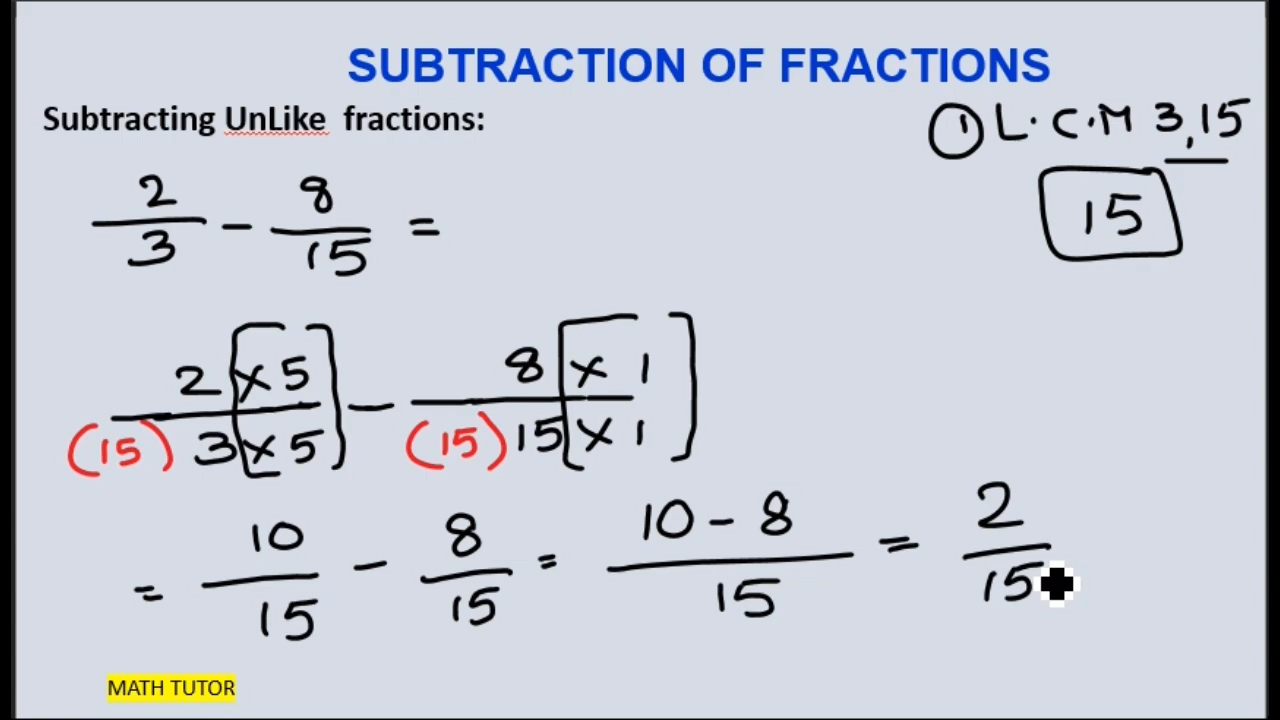 SUBTRACTION OF FRACTIONS
Subtracting UnLike fractions:
① L.C.M 3,15
15
2/3 - 8/15 =
(15) 2 x 5 / 3 x 5 - (15) 8 x 1 / 15 x 1
= 10/15 - 8/15 = 10 - 8 / 15 = 2/15
MATH TUTOR